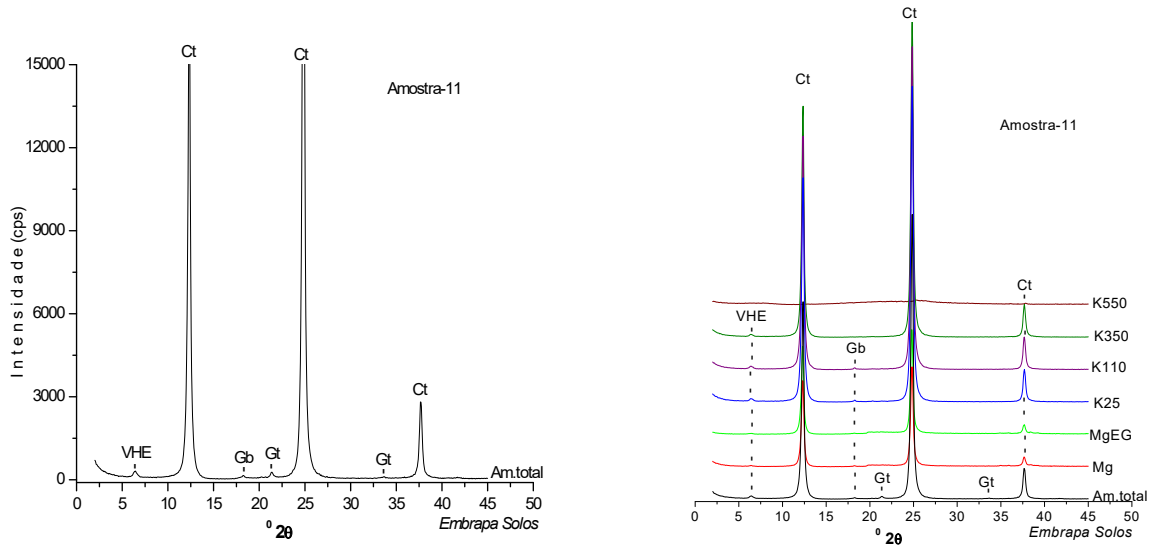 Ct
Ct
15000
Amostra-11
12000
9000
6000
3000
0
Intensidade (cps)
Ct
VHE
Gb
Gt
Gt
Am.total
0 5 10 15 20 25 30 35 40 45 50
⁰ 2θ
Embrapa Solos
Ct
Ct
Amostra-11
Ct
K550
VHE
K350
Gb
K110
K25
MgEG
Mg
Gt
Gt
Am.total
0 5 10 15 20 25 30 35 40 45 50
⁰ 2θ
Embrapa Solos